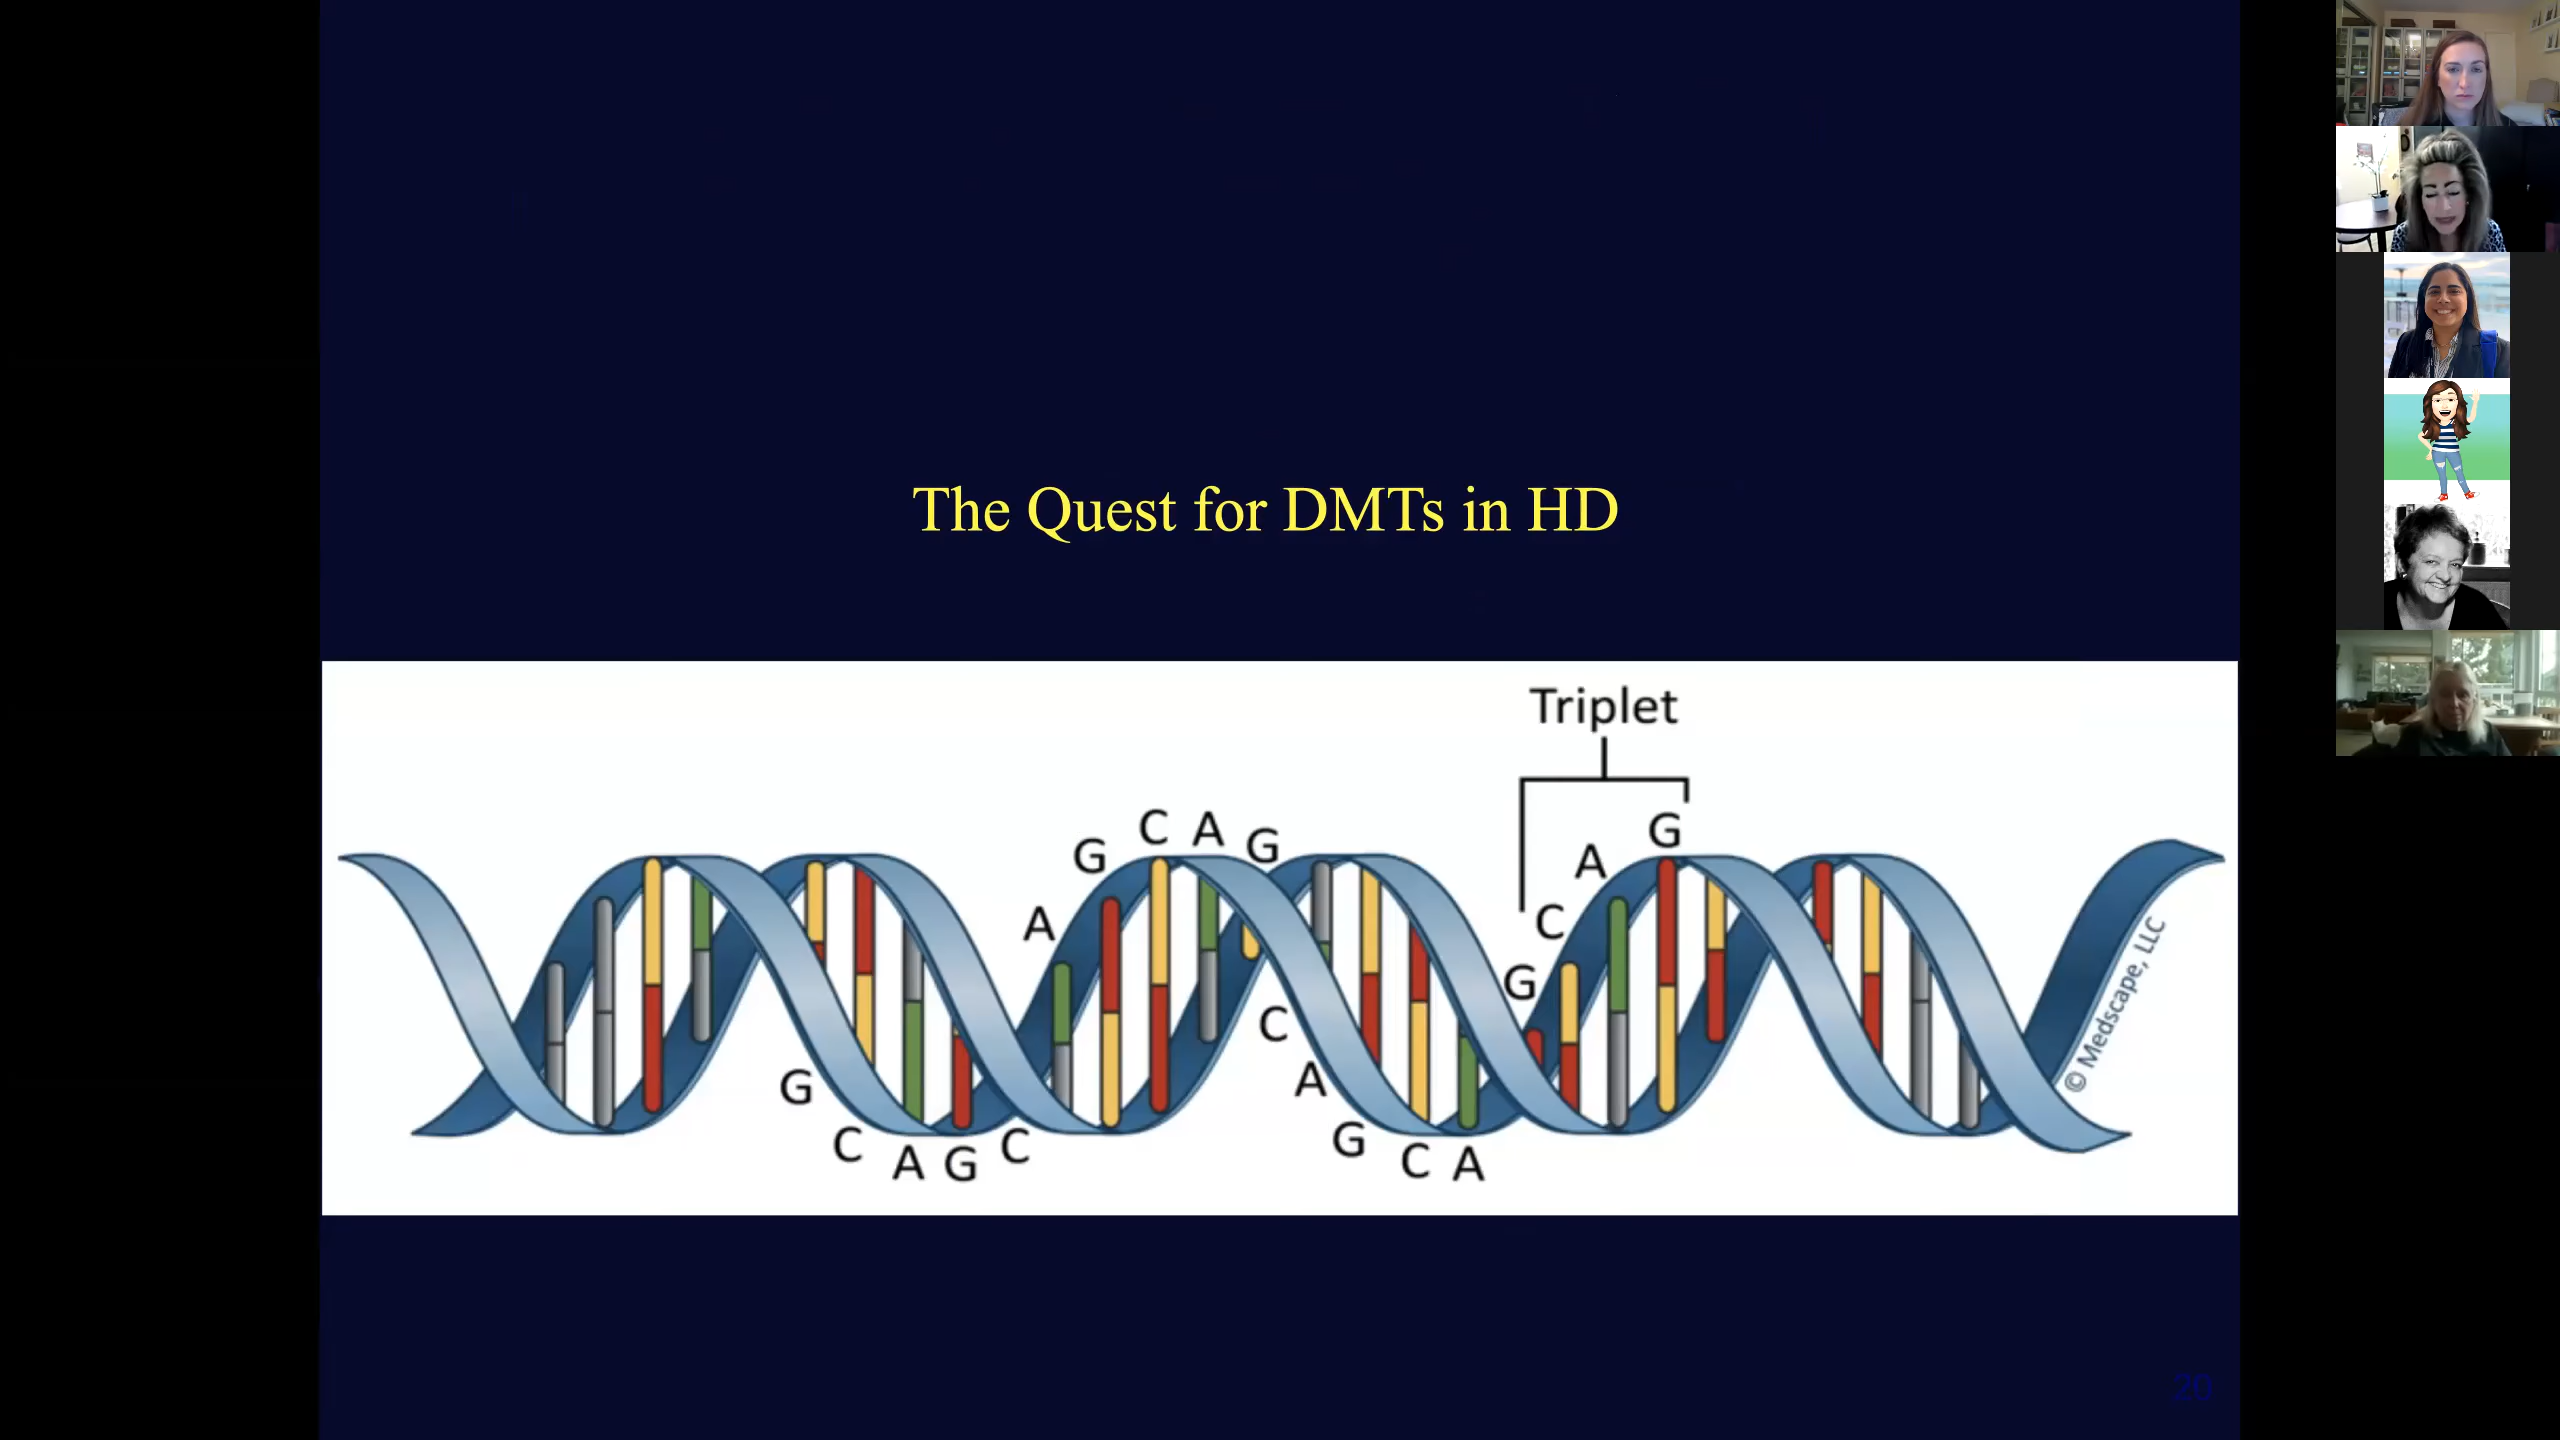 The Quest for DMTs in HD
Triplet
G C A G C A G C A G C A G C A G C A G
© Medscape, LLC
20